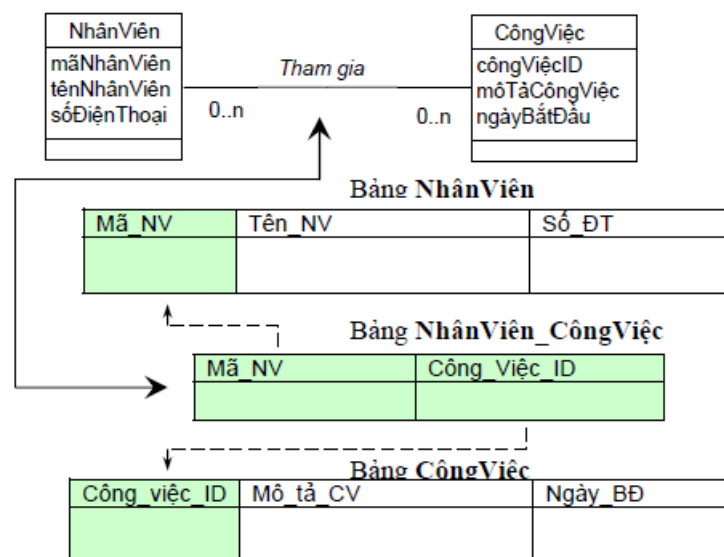 NhânViên
mãNhânViên
tênNhânViên
sốĐiệnThoại
Tham gia
0..n
0..n
CôngViệc
côngViệcID
môTảCôngViệc
ngàyBắtĐầu
Bảng NhânViên
Mã_NV Tên_NV Số_ĐT
Bảng NhânViên_CôngViệc
Mã_NV Công_Việc_ID
Bảng CôngViệc
Công_việc_ID Mô_tả_CV Ngày_BĐ